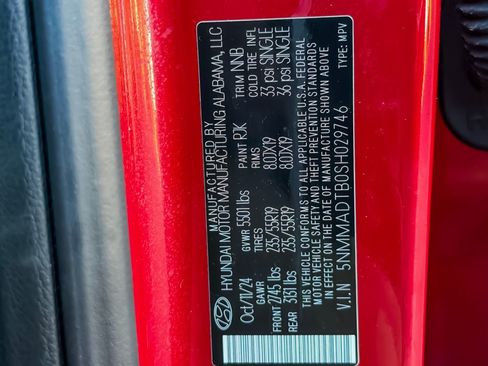 MANUFACTURED BY
HYUNDAI MOTOR MANUFACTURING ALABAMA, LLC
Oct/11/24 GVWR 5501 lbs PAINT RJK TRIM NNB
GAWR TIRES RIMS COLD TIRE INFL
FRONT 2745 lbs 235/55R19 8.0JX19 33 psi SINGLE
REAR 3131 lbs 235/55R19 8.0JX19 36 psi SINGLE
THIS VEHICLE CONFORMS TO ALL APPLICABLE U.S.A. FEDERAL
MOTOR VEHICLE SAFETY AND THEFT PREVENTION STANDARDS
IN EFFECT ON THE DATE OF MANUFACTURE SHOWN ABOVE
V.I.N 5NMMADTB0SH029746 TYPE: MPV